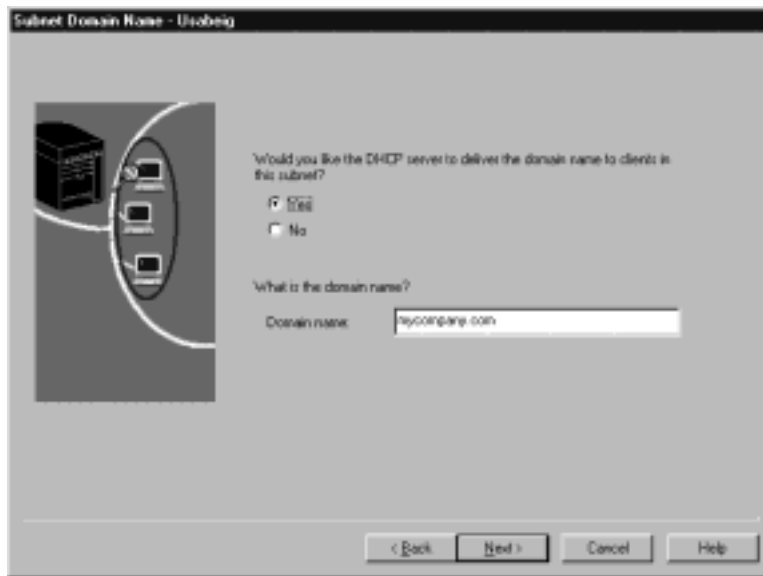 Subnet Domain Name - Usabeig
Would you like the DHCP server to deliver the domain name to clients in
this subnet?
Yes
No
What is the domain name?
Domain name:
mycompany.com
< Back
Next >
Cancel
Help